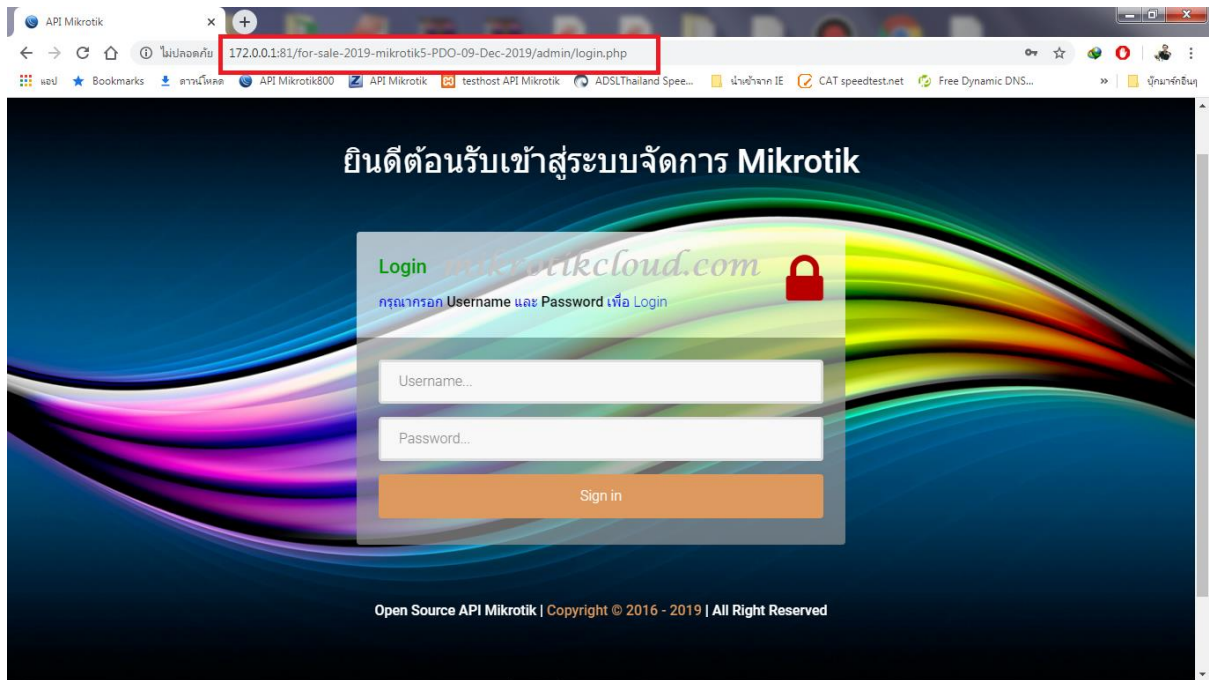 API Mikrotik
ไม่ปลอดภัย 172.0.0.1:81/for-sale-2019-mikrotik5-PDO-09-Dec-2019/admin/login.php
แอป Bookmarks ดาวน์โหลด API Mikrotik800 API Mikrotik testhost API Mikrotik ADSLThailand Spee... นำเข้าจาก IE CAT speedtest.net Free Dynamic DNS... » บุ๊กมาร์กอื่นๆ
ยินดีต้อนรับเข้าสู่ระบบจัดการ Mikrotik
Login mikrotikcloud.com
กรุณากรอก Username และ Password เพื่อ Login
Username...
Password...
Sign in
Open Source API Mikrotik | Copyright © 2016 - 2019 | All Right Reserved